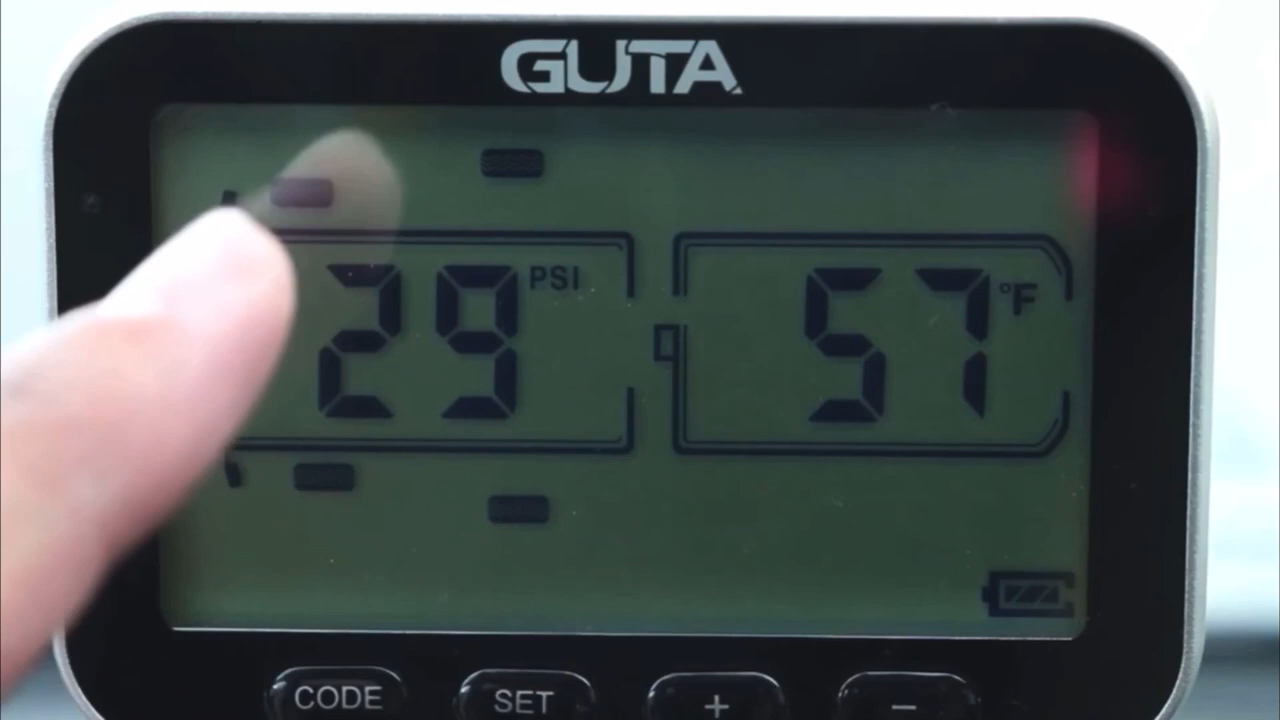 GUTA
29 PSI 57 °F
CODE SET + −